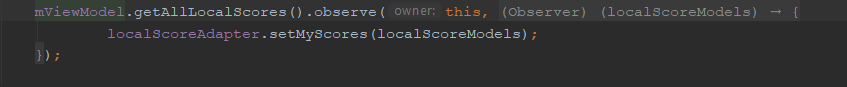 mViewModel.getAllLocalScores().observe( owner: this, (Observer) (localScoreModels) → {
localScoreAdapter.setMyScores(localScoreModels);
});